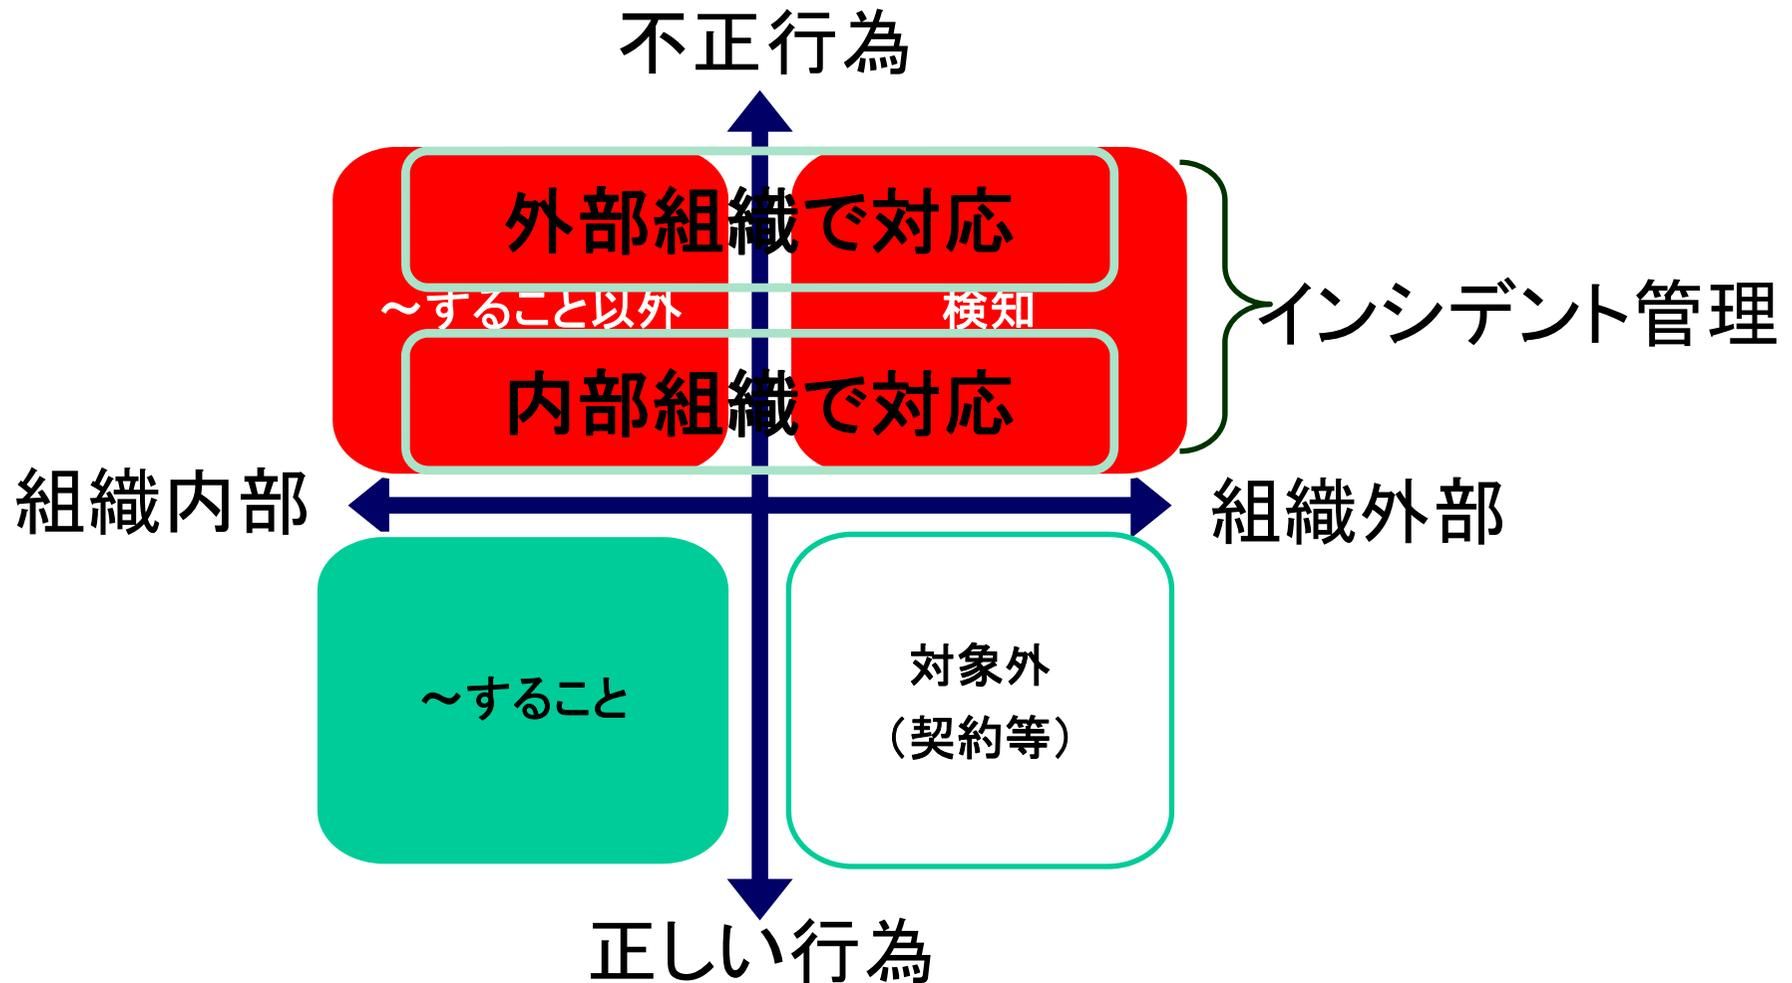 不正行為
外部組織で対応
～すること以外
検知
インシデント管理
内部組織で対応
組織内部
組織外部
～すること
対象外
（契約等）
正しい行為